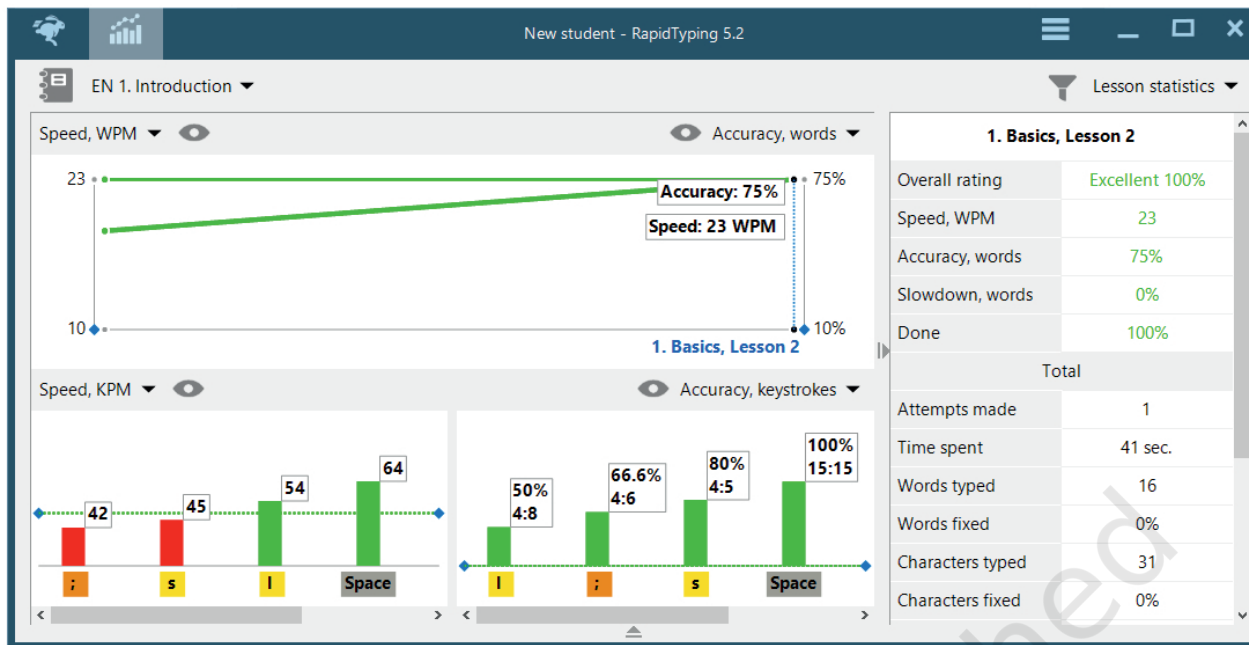 New student - RapidTyping 5.2
EN 1. Introduction
Lesson statistics
Speed, WPM
Accuracy, words
23
75%
Accuracy: 75%
Speed: 23 WPM
10
10%
1. Basics, Lesson 2
Speed, KPM
42
45
54
64
;
s
l
Space
Accuracy, keystrokes
50%
4:8
66.6%
4:6
80%
4:5
100%
15:15
l
;
s
Space
1. Basics, Lesson 2
Overall rating Excellent 100%
Speed, WPM 23
Accuracy, words 75%
Slowdown, words 0%
Done 100%
Total
Attempts made 1
Time spent 41 sec.
Words typed 16
Words fixed 0%
Characters typed 31
Characters fixed 0%